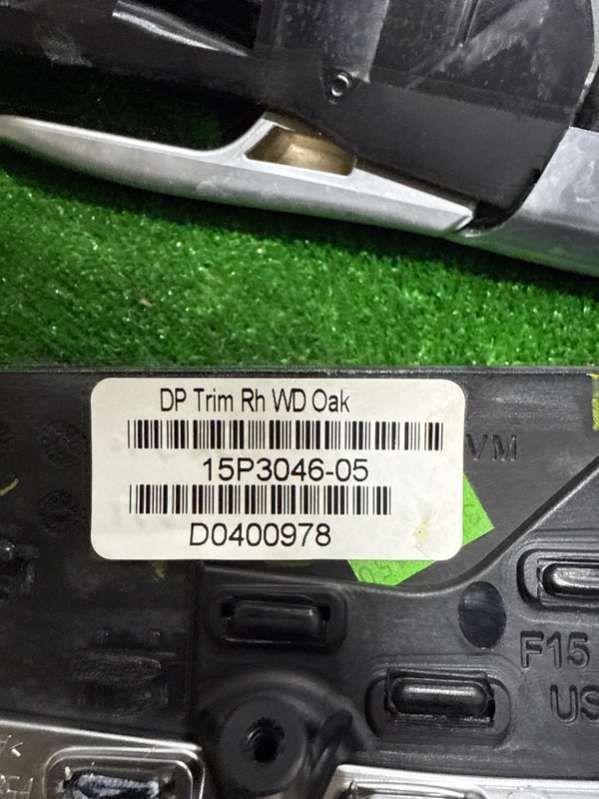 DP Trim Rh WD Oak
15P3046-05
D0400978
VM
F15
US